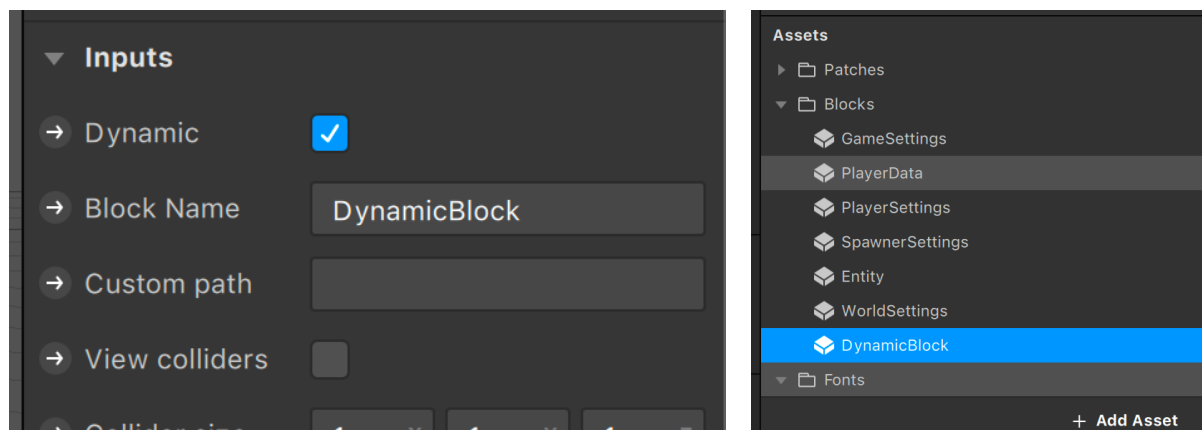 Inputs
Dynamic
Block Name DynamicBlock
Custom path
View colliders
Assets
Patches
Blocks
GameSettings
PlayerData
PlayerSettings
SpawnerSettings
Entity
WorldSettings
DynamicBlock
Fonts
+ Add Asset